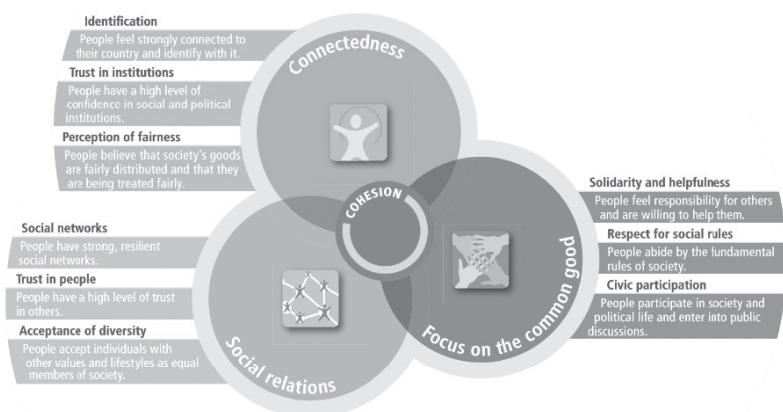 Identification
People feel strongly connected to
their country and identify with it.
Trust in institutions
People have a high level of
confidence in social and political
institutions.
Perception of fairness
People believe that society's goods
are fairly distributed and that they
are being treated fairly.
Connectedness
COHESION
Social networks
People have strong, resilient
social networks.
Trust in people
People have a high level of trust
in others.
Acceptance of diversity
People accept individuals with
other values and lifestyles as equal
members of society.
Social relations
Solidarity and helpfulness
People feel responsibility for others
and are willing to help them.
Respect for social rules
People abide by the fundamental
rules of society.
Civic participation
People participate in society and
political life and enter into public
discussions.
Focus on the common good